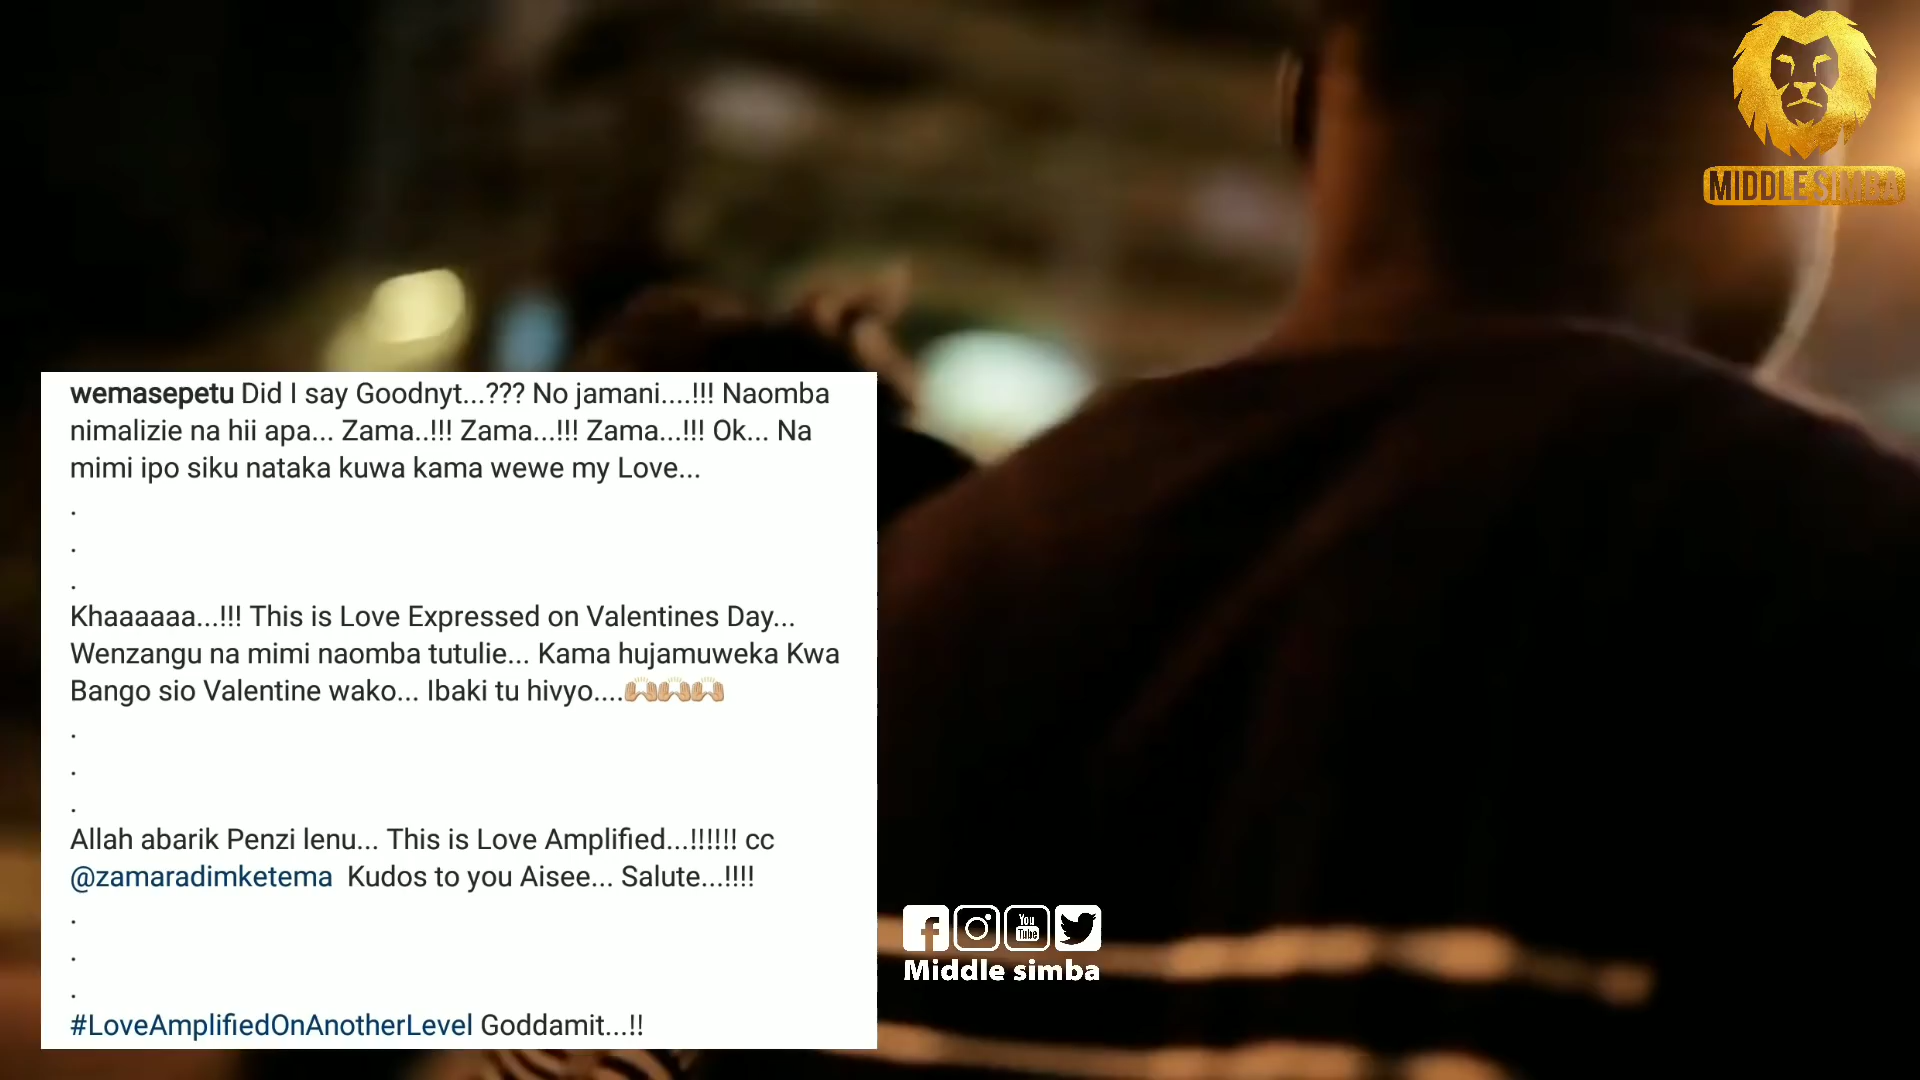 MIDDLE SIMBA
wemasepetu Did I say Goodnyt...??? No jamani....!!! Naomba
nimalizie na hii apa... Zama..!!! Zama...!!! Zama...!!! Ok... Na
mimi ipo siku nataka kuwa kama wewe my Love...
.
.
.
Khaaaaaa...!!! This is Love Expressed on Valentines Day...
Wenzangu na mimi naomba tutulie... Kama hujamuweka Kwa
Bango sio Valentine wako... Ibaki tu hivyo....🙌🏼🙌🏼🙌🏼
.
.
.
Allah abarik Penzi lenu... This is Love Amplified...!!!!!! cc
@zamaradimketema Kudos to you Aisee... Salute...!!!!
.
.
.
#LoveAmplifiedOnAnotherLevel Goddamit...!!
You Tube
Middle simba